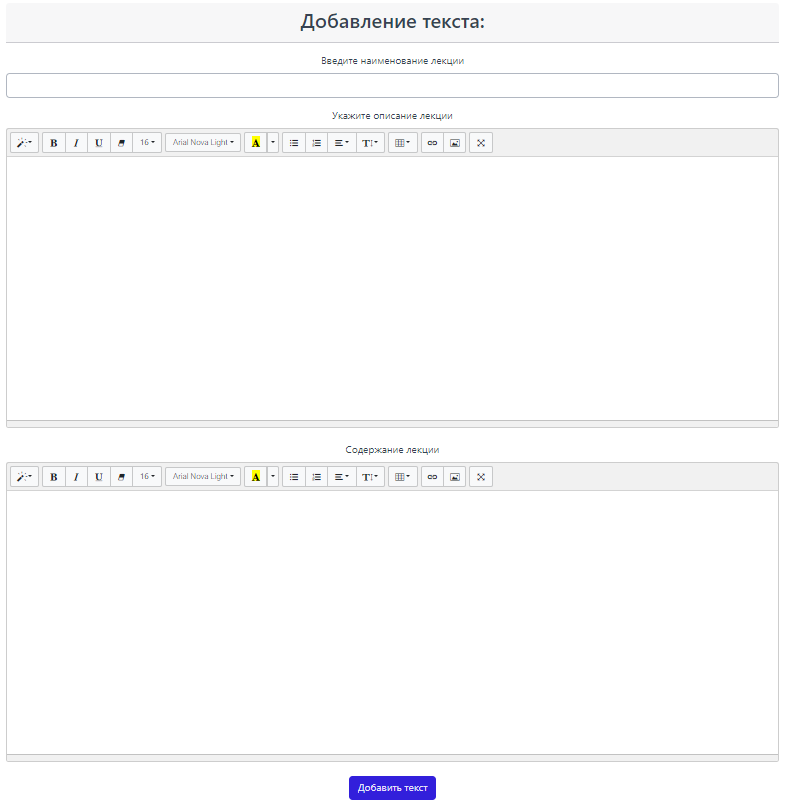 Добавление текста:
Введите наименование лекции
Укажите описание лекции
B I U 16 Arial Nova Light A TI
Содержание лекции
B I U 16 Arial Nova Light A TI
Добавить текст